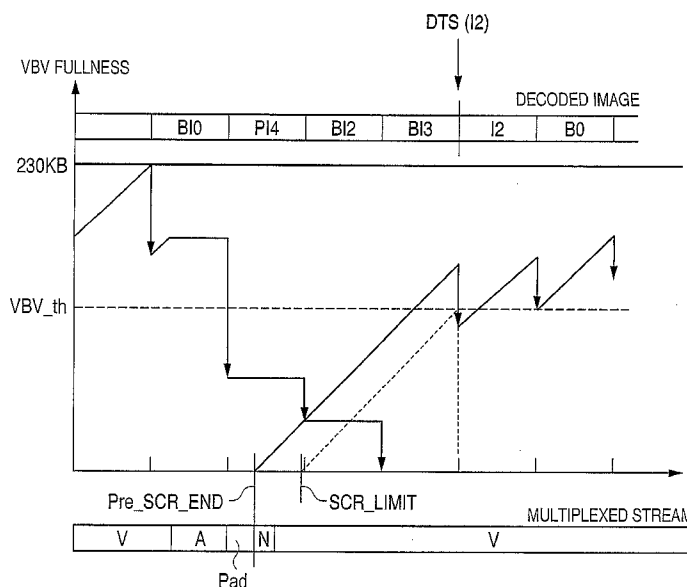 DTS (I2)
VBV FULLNESS
DECODED IMAGE
BI0 PI4 BI2 BI3 I2 B0
230KB
VBV_th
Pre_SCR_END
SCR_LIMIT
MULTIPLEXED STREAM
V A N V
Pad